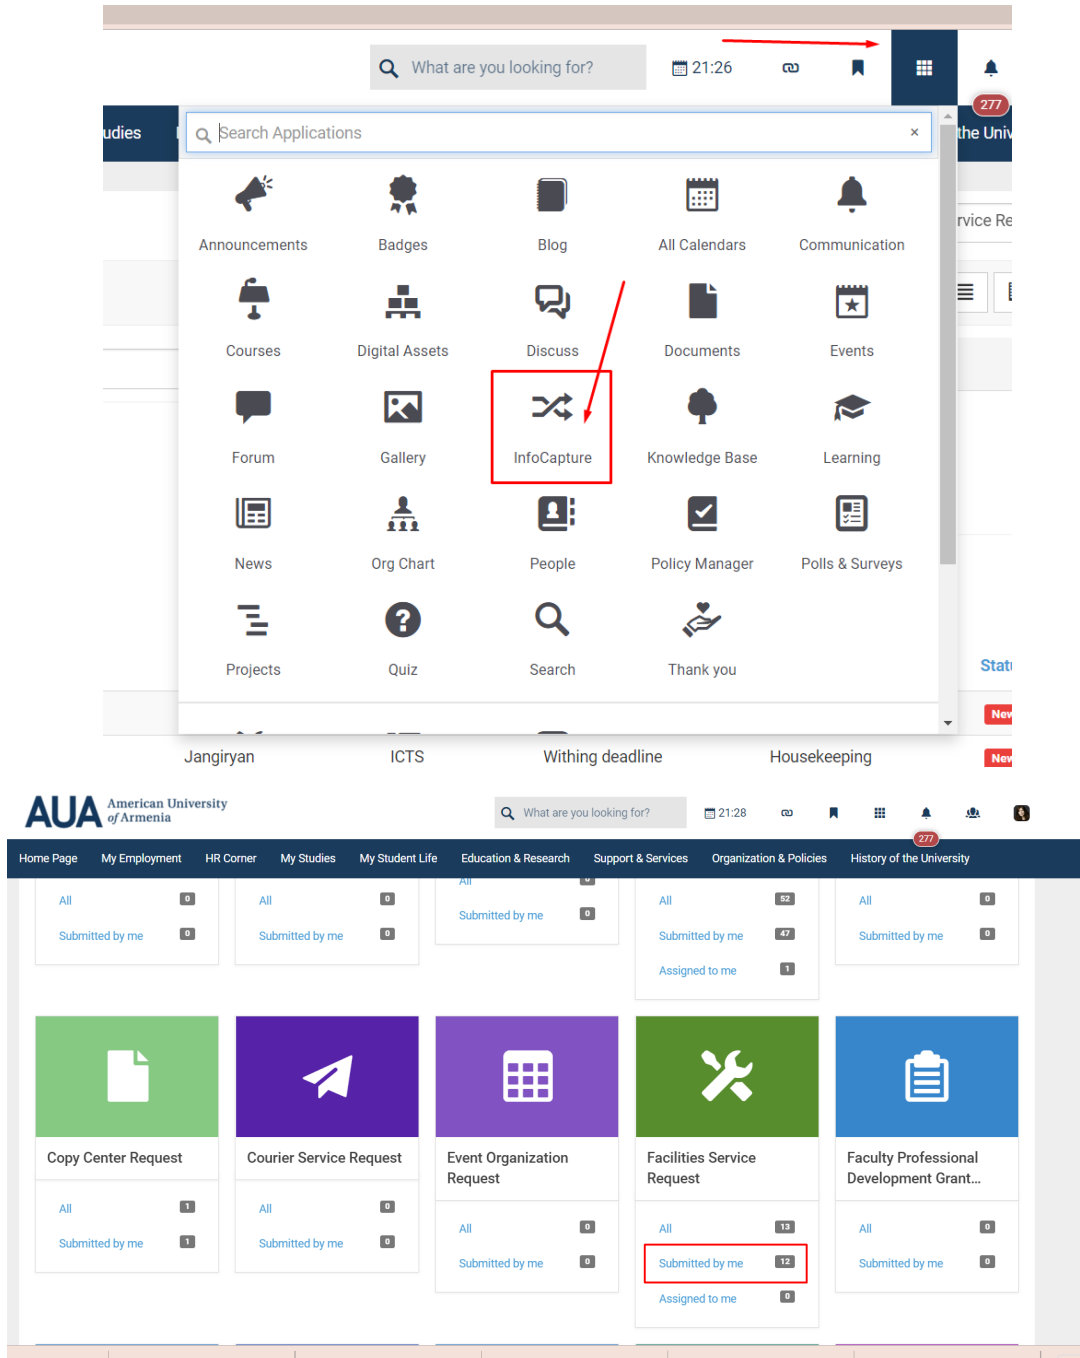 What are you looking for?
21:26
277
udies
Search Applications
×
the Univ
Announcements
Badges
Blog
All Calendars
Communication
rvice Re
Courses
Digital Assets
Discuss
Documents
Events
Forum
Gallery
InfoCapture
Knowledge Base
Learning
News
Org Chart
People
Policy Manager
Polls & Surveys
Projects
Quiz
Search
Thank you
Statu
New
Jangiryan
ICTS
Withing deadline
Housekeeping
New
AUA American University
of Armenia
What are you looking for?
21:28
277
Home Page
My Employment
HR Corner
My Studies
My Student Life
Education & Research
Support & Services
Organization & Policies
History of the University
All 0
Submitted by me 0
All 0
Submitted by me 0
All 0
Submitted by me 0
All 52
Submitted by me 47
Assigned to me 1
All 0
Submitted by me 0
Copy Center Request
All 1
Submitted by me 1
Courier Service Request
All 0
Submitted by me 0
Event Organization
Request
All 0
Submitted by me 0
Facilities Service
Request
All 13
Submitted by me 12
Assigned to me 0
Faculty Professional
Development Grant...
All 0
Submitted by me 0